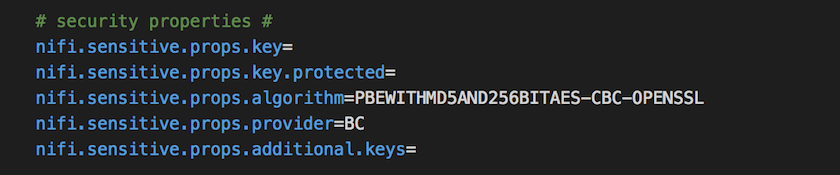 # security properties #
nifi.sensitive.props.key=
nifi.sensitive.props.key.protected=
nifi.sensitive.props.algorithm=PBEWITHMD5AND256BITAES-CBC-OPENSSL
nifi.sensitive.props.provider=BC
nifi.sensitive.props.additional.keys=